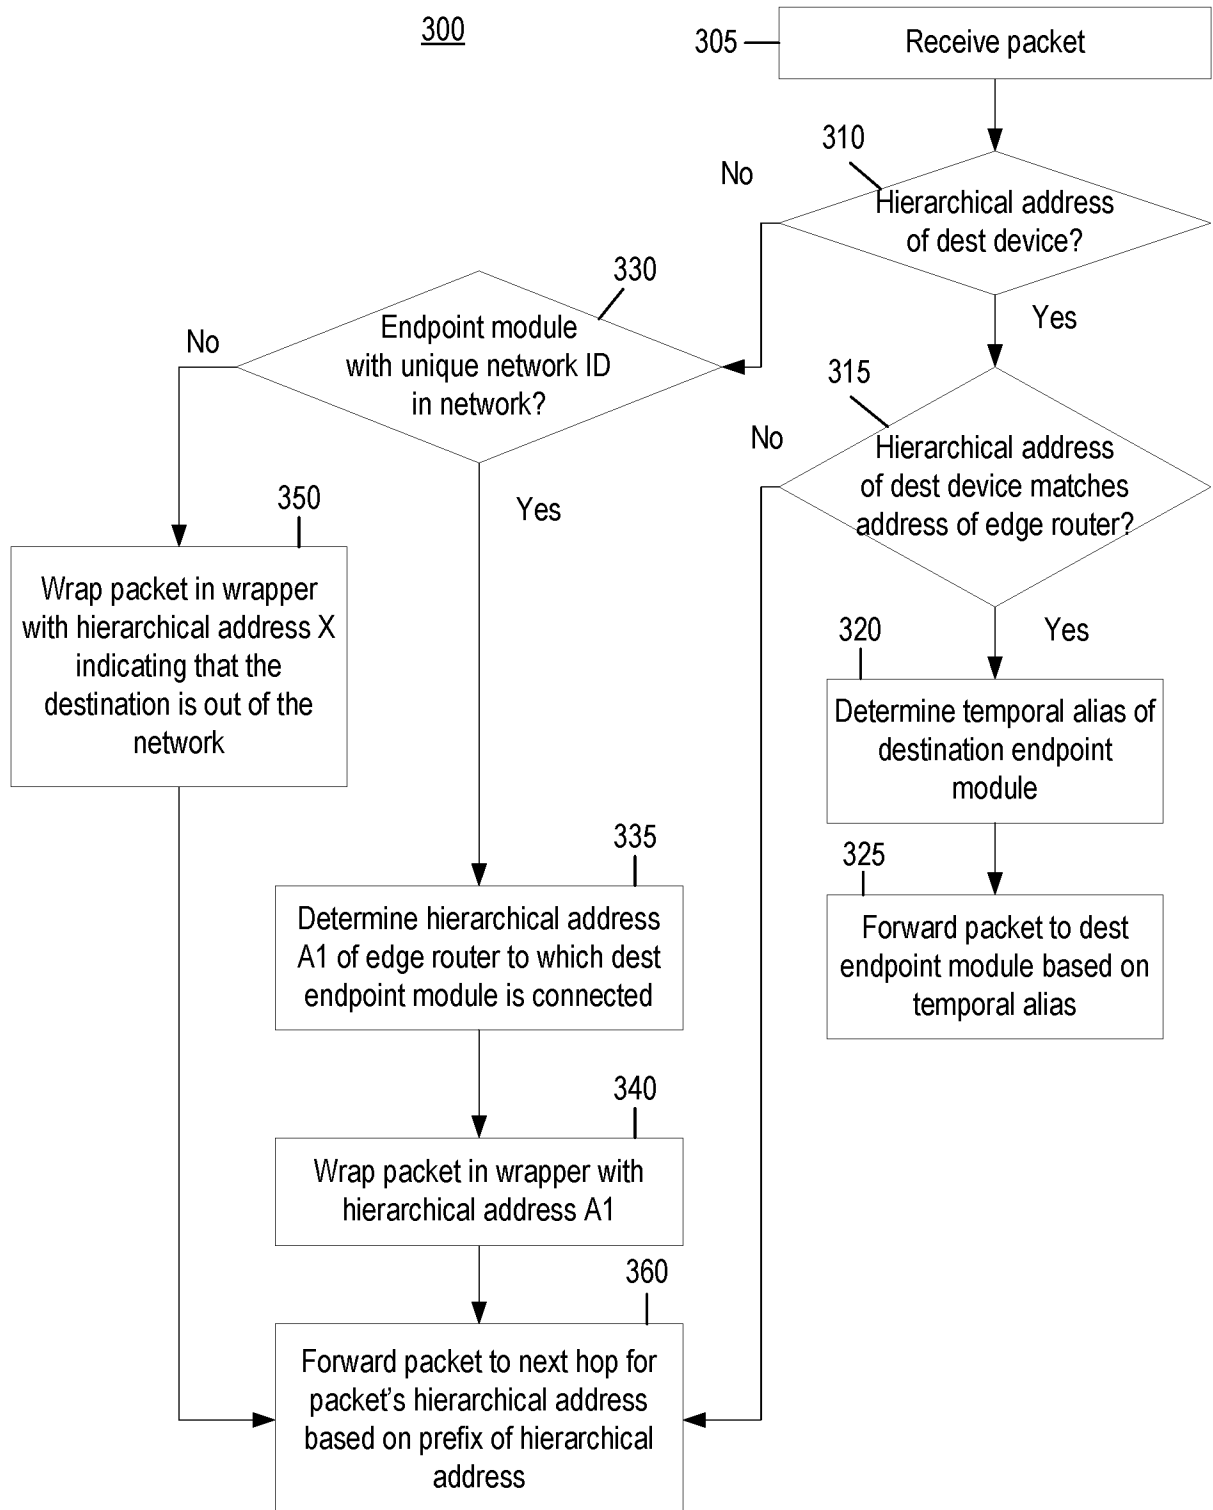 300
305
Receive packet
310
No
Hierarchical address
of dest device?
Yes
330
No
Endpoint module
with unique network ID
in network?
Yes
315
No
Hierarchical address
of dest device matches
address of edge router?
Yes
350
Wrap packet in wrapper
with hierarchical address X
indicating that the
destination is out of the
network
320
Determine temporal alias of
destination endpoint
module
325
Forward packet to dest
endpoint module based on
temporal alias
335
Determine hierarchical address
A1 of edge router to which dest
endpoint module is connected
340
Wrap packet in wrapper with
hierarchical address A1
360
Forward packet to next hop for
packet’s hierarchical address
based on prefix of hierarchical
address